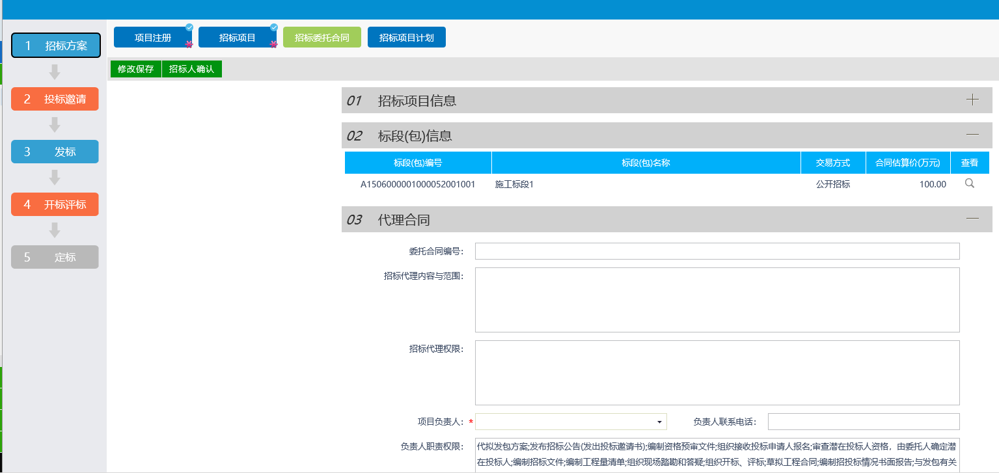 项目注册 招标项目 招标委托合同 招标项目计划
1 招标方案
2 投标邀请
3 发标
4 开标评标
5 定标
修改保存 招标人确认
01 招标项目信息
02 标段(包)信息
标段(包)编号 标段(包)名称 交易方式 合同估算价(万元) 查看
A1506000001000052001001 施工标段1 公开招标 100.00
03 代理合同
委托合同编号：
招标代理内容与范围：
招标代理权限：
项目负责人：* 负责人联系电话：
负责人职责权限：
代拟发包方案;发布招标公告(发出投标邀请书);编制资格预审文件;组织接收投标申请人报名;审查潜在投标人资格，由委托人确定潜
在投标人;编制招标文件;编制工程量清单;组织现场踏勘和答疑;组织开标、评标;草拟工程合同;编制招投标情况书面报告;与发包有关